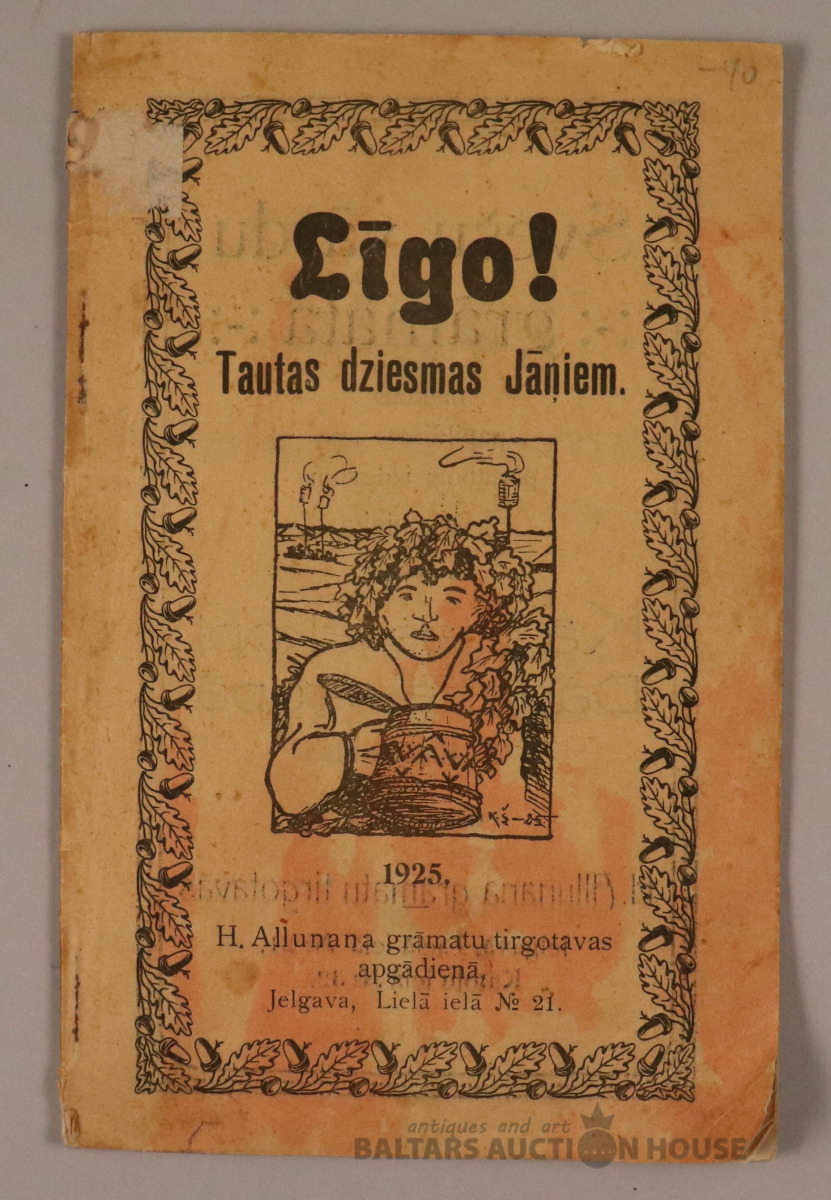 -40
Līgo!
Tautas dziesmas Jāņiem.
K.Š-25
1925.
H. Allunana grāmatu tirgotavas
apgādienā,
Jelgava, Lielā ielā № 21.
antiques and art
BALTARS AUCTION HOUSE